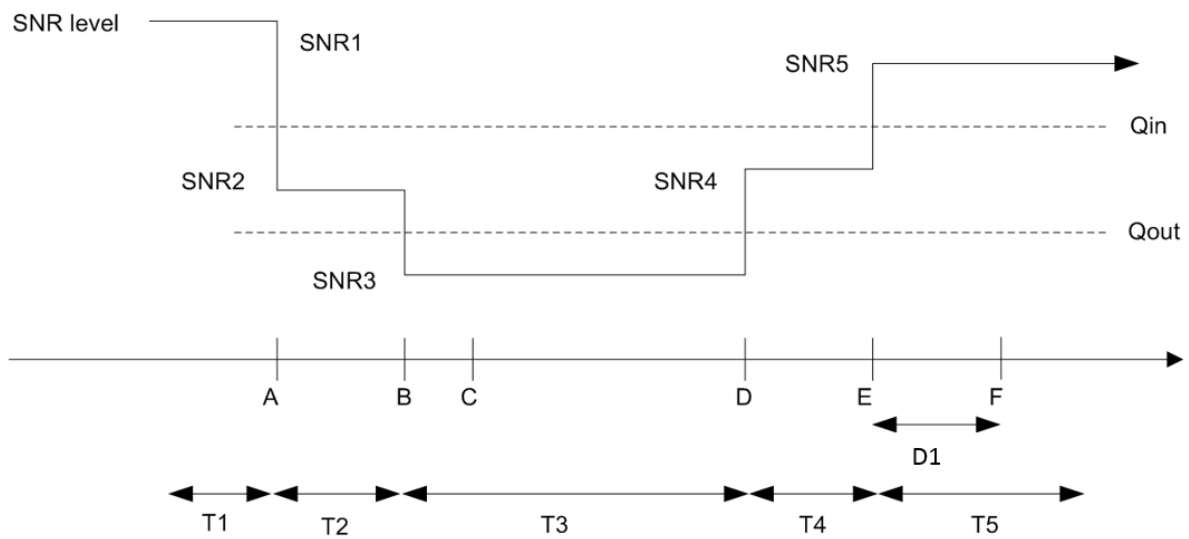 SNR level
SNR1
SNR5
Qin
SNR2
SNR4
Qout
SNR3
A
B
C
D
E
F
D1
T1
T2
T3
T4
T5